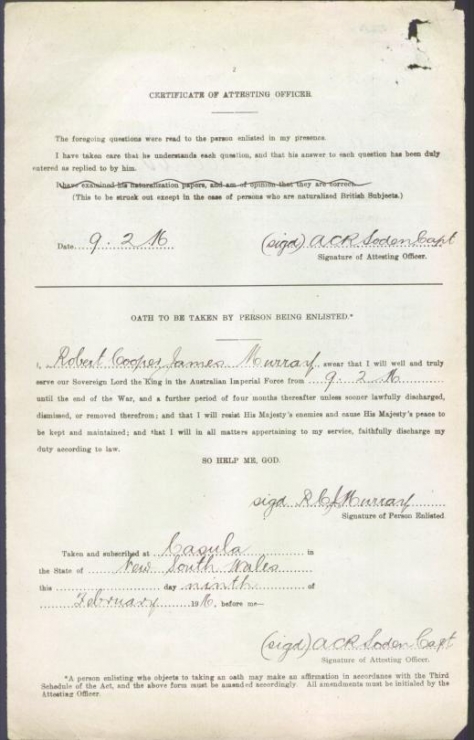 2
CERTIFICATE OF ATTESTING OFFICER.
The foregoing questions were read to the person enlisted in my presence.
I have taken care that he understands each question, and that his answer to each question has been duly
entered as replied to by him.
I have examined his naturalization papers, and am of opinion that they are correct.
(This to be struck out except in the case of persons who are naturalized British Subjects.)
Date 9. 2. 16 (sigd) A C R Soden Capt
Signature of Attesting Officer.
OATH TO BE TAKEN BY PERSON BEING ENLISTED.*
I, Robert Cooper James Murray swear that I will well and truly
serve our Sovereign Lord the King in the Australian Imperial Force from 9. 2. 16
until the end of the War, and a further period of four months thereafter unless sooner lawfully discharged,
dismissed, or removed therefrom; and that I will resist His Majesty's enemies and cause His Majesty's peace to
be kept and maintained; and that I will in all matters appertaining to my service, faithfully discharge my
duty according to law.
SO HELP ME, GOD.
sigd R C J Murray
Signature of Person Enlisted.
Taken and subscribed at Casula in
the State of New South Wales
this day ninth of
February 1916, before me—
(sigd) A C R Soden Capt
Signature of Attesting Officer.
*A person enlisting who objects to taking an oath may make an affirmation in accordance with the Third
Schedule of the Act, and the above form must be amended accordingly. All amendments must be initialed by the
Attesting Officer.